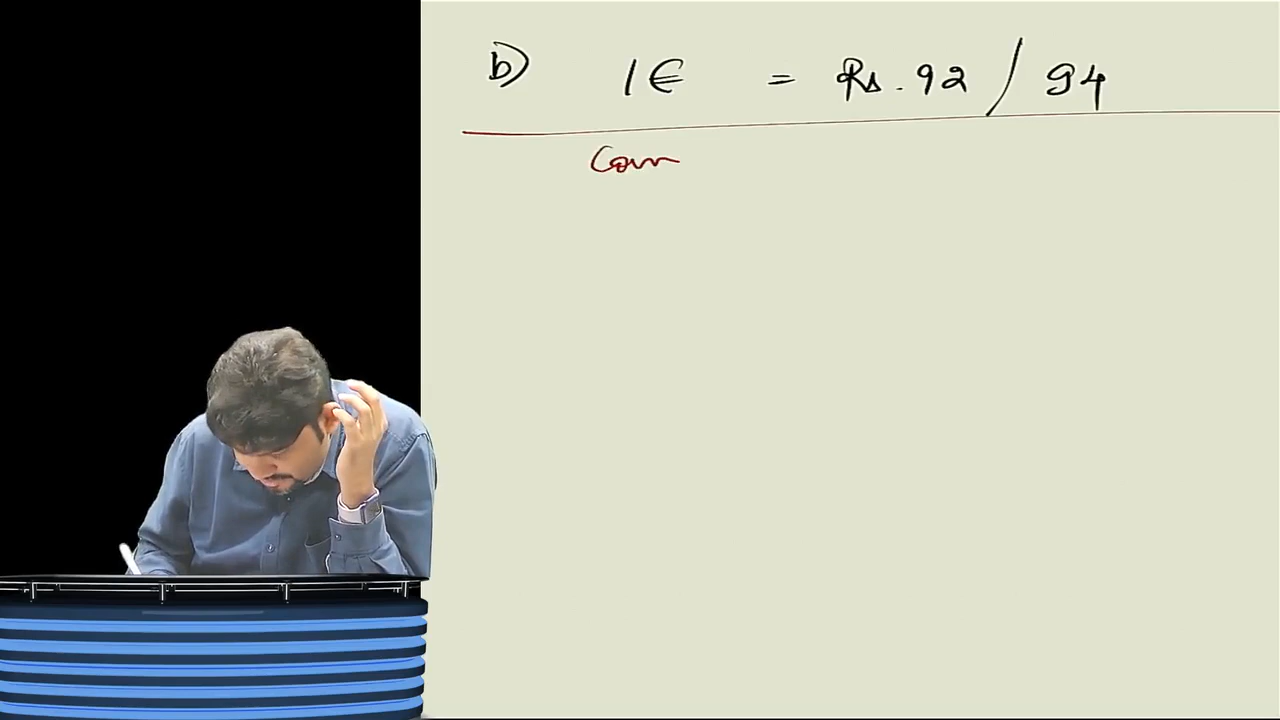 b) 1€ = Rs. 92 / 94
Com